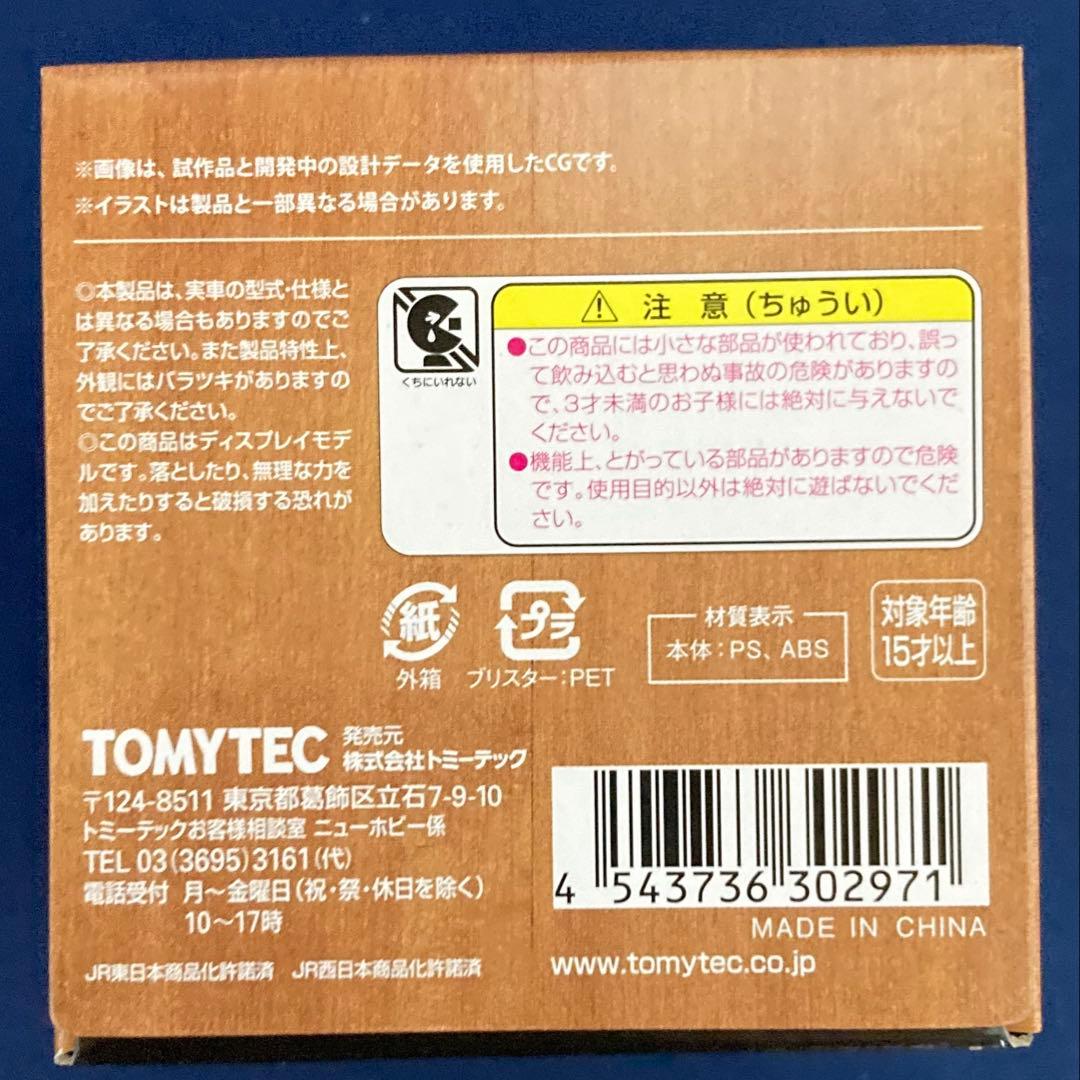 ※画像は、試作品と開発中の設計データを使用したCGです。
※イラストは製品と一部異なる場合があります。
◎本製品は、実車の型式・仕様と
は異なる場合もありますのでご
了承ください。また製品特性上、
外観にはバラツキがありますの
でご了承ください。
◎この商品はディスプレイモデ
ルです。落としたり、無理な力を
加えたりすると破損する恐れが
あります。
くちにいれない
注 意（ちゅうい）
●この商品には小さな部品が使われており、誤っ
て飲み込むと思わぬ事故の危険がありますの
で、3才未満のお子様には絶対に与えないで
ください。
●機能上、とがっている部品がありますので危険
です。使用目的以外は絶対に遊ばないでくだ
さい。
紙
外箱
プラ
ブリスター：PET
材質表示
本体：PS、ABS
対象年齢
15才以上
TOMYTEC 発売元
株式会社トミーテック
〒124-8511 東京都葛飾区立石7-9-10
トミーテックお客様相談室 ニューホビー係
TEL 03(3695)3161(代)
電話受付 月〜金曜日(祝・祭・休日を除く)
10〜17時
JR東日本商品化許諾済 JR西日本商品化許諾済
4 543736 302971
MADE IN CHINA
www.tomytec.co.jp